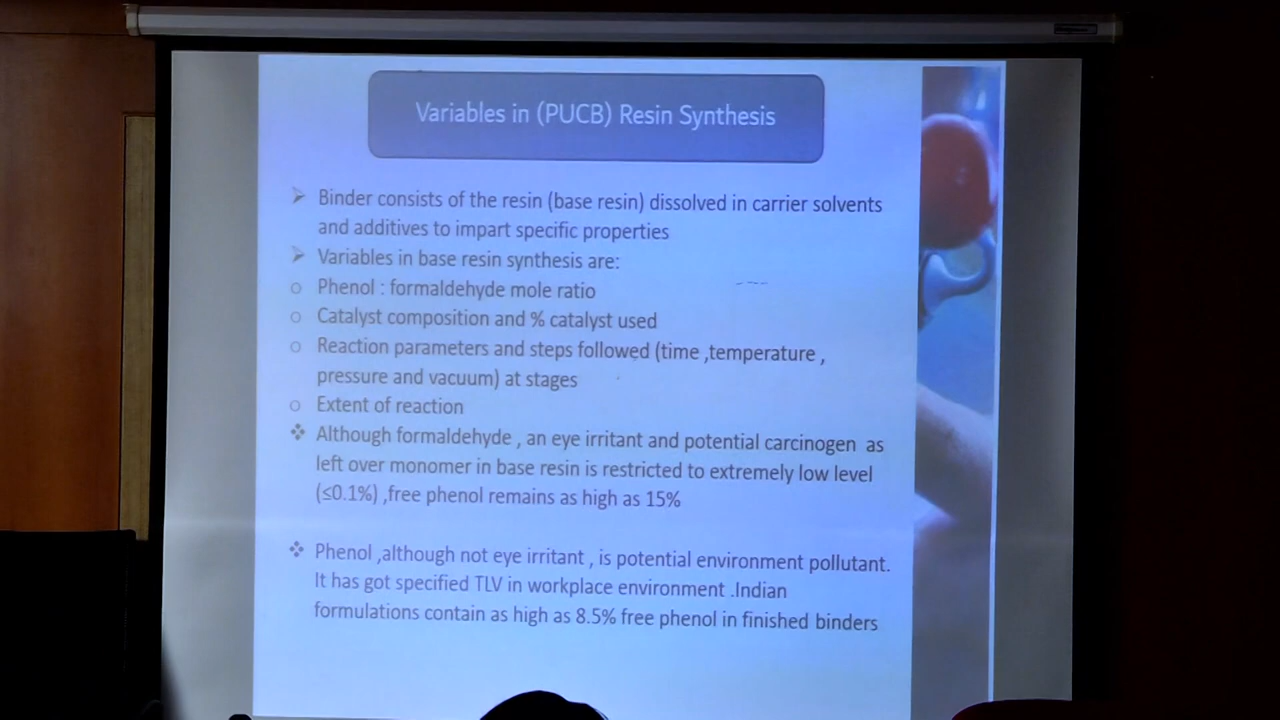 Variables in (PUCB) Resin Synthesis
Binder consists of the resin (base resin) dissolved in carrier solvents
and additives to impart specific properties
Variables in base resin synthesis are:
Phenol : formaldehyde mole ratio
Catalyst composition and % catalyst used
Reaction parameters and steps followed (time ,temperature ,
pressure and vacuum) at stages
Extent of reaction
Although formaldehyde , an eye irritant and potential carcinogen as
left over monomer in base resin is restricted to extremely low level
(≤0.1%) ,free phenol remains as high as 15%
Phenol ,although not eye irritant , is potential environment pollutant.
It has got specified TLV in workplace environment .Indian
formulations contain as high as 8.5% free phenol in finished binders